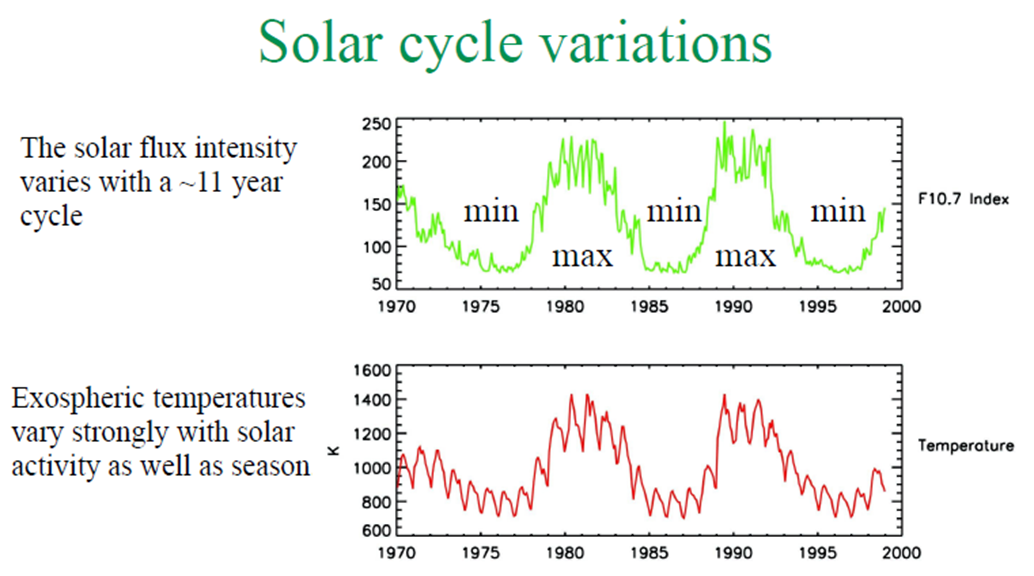 Solar cycle variations
The solar flux intensity
varies with a ~11 year
cycle
250
200
150
100
50
min
min
min
max
max
F10.7 Index
1970 1975 1980 1985 1990 1995 2000
Exospheric temperatures
vary strongly with solar
activity as well as season
K
1600
1400
1200
1000
800
600
Temperature
1970 1975 1980 1985 1990 1995 2000